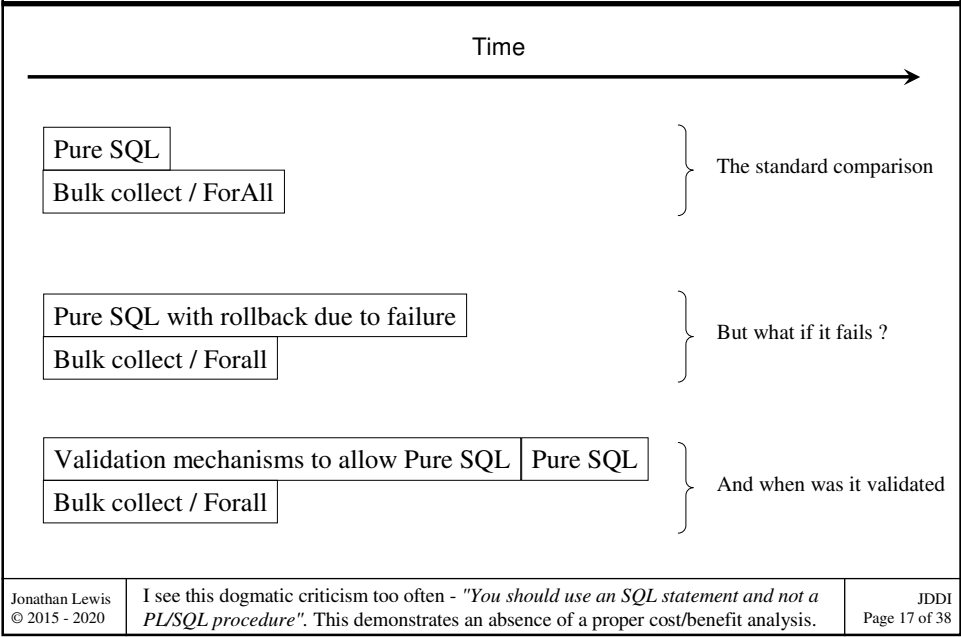 Time
Pure SQL
Bulk collect / ForAll
The standard comparison
Pure SQL with rollback due to failure
Bulk collect / Forall
But what if it fails ?
Validation mechanisms to allow Pure SQL Pure SQL
Bulk collect / Forall
And when was it validated
Jonathan Lewis
© 2015 - 2020
I see this dogmatic criticism too often - "You should use an SQL statement and not a
PL/SQL procedure". This demonstrates an absence of a proper cost/benefit analysis.
JDDI
Page 17 of 38